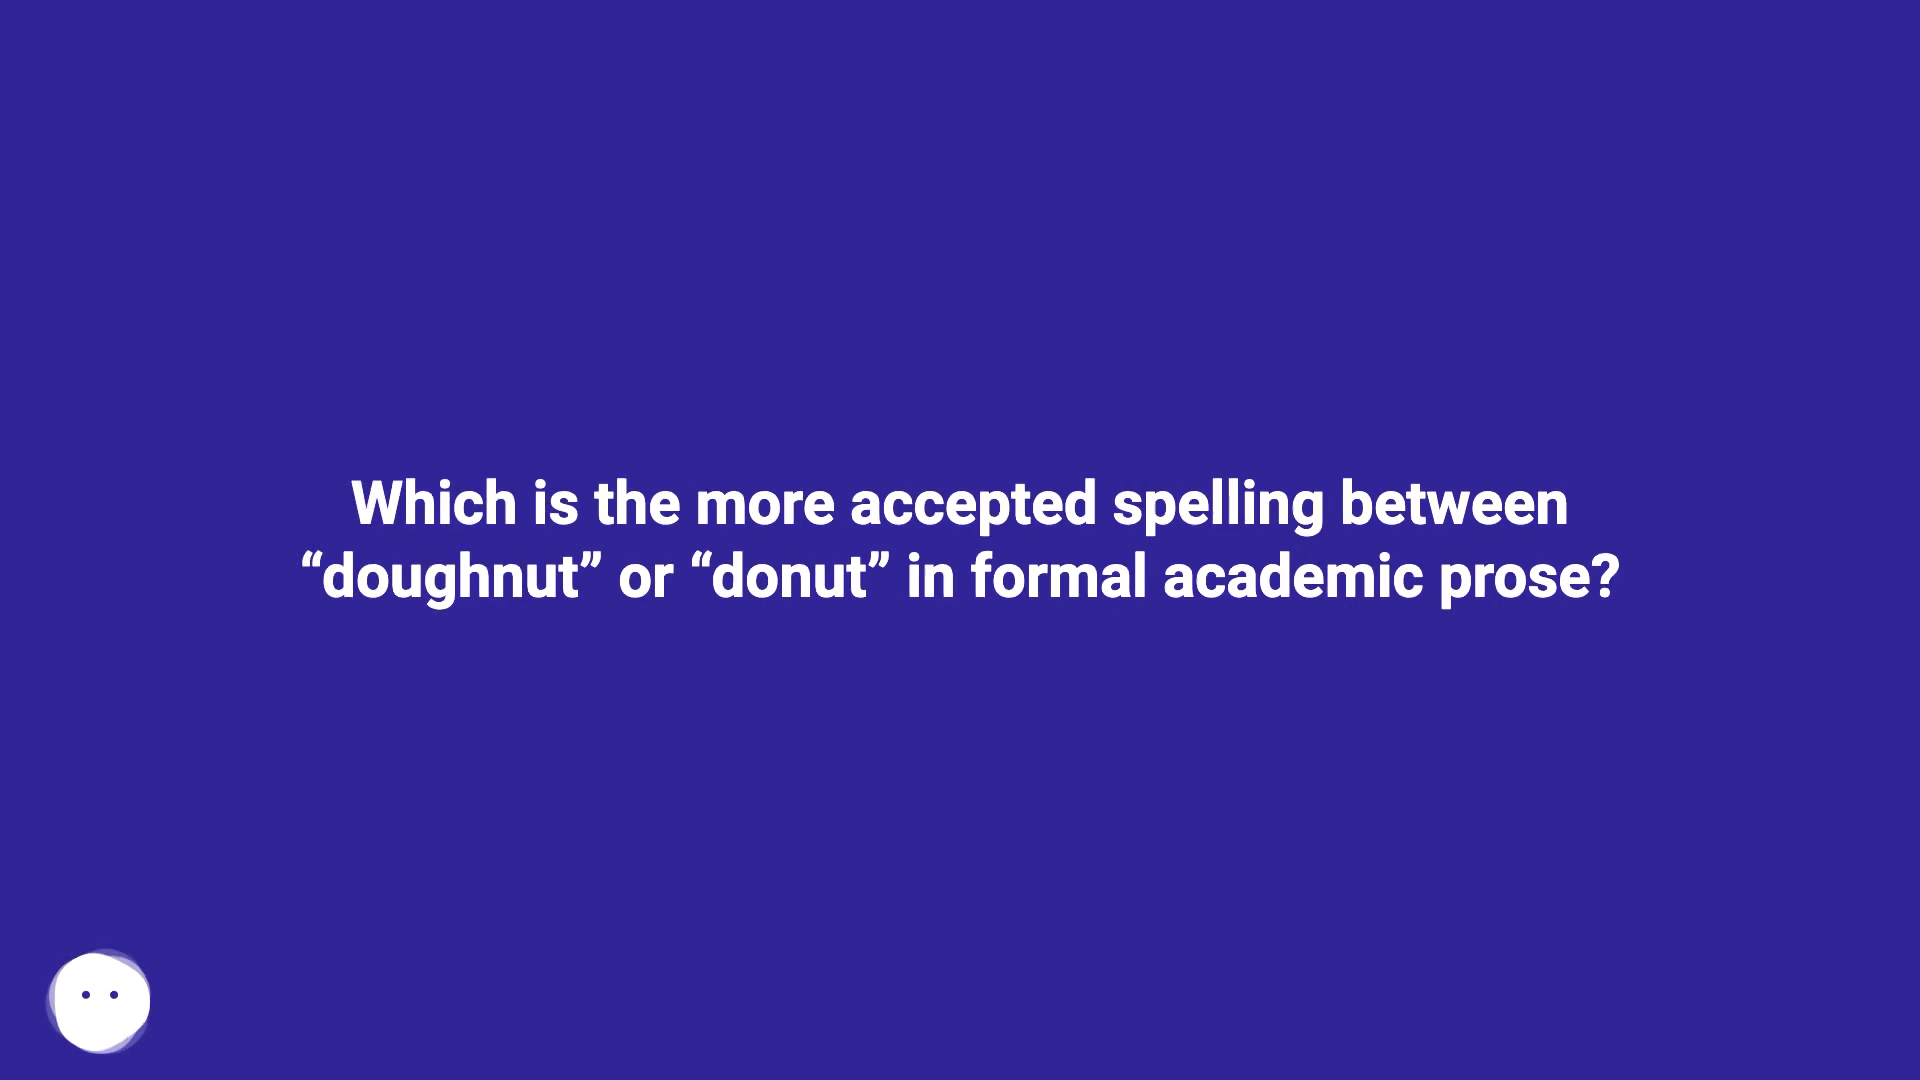 Which is the more accepted spelling between
“doughnut” or “donut” in formal academic prose?